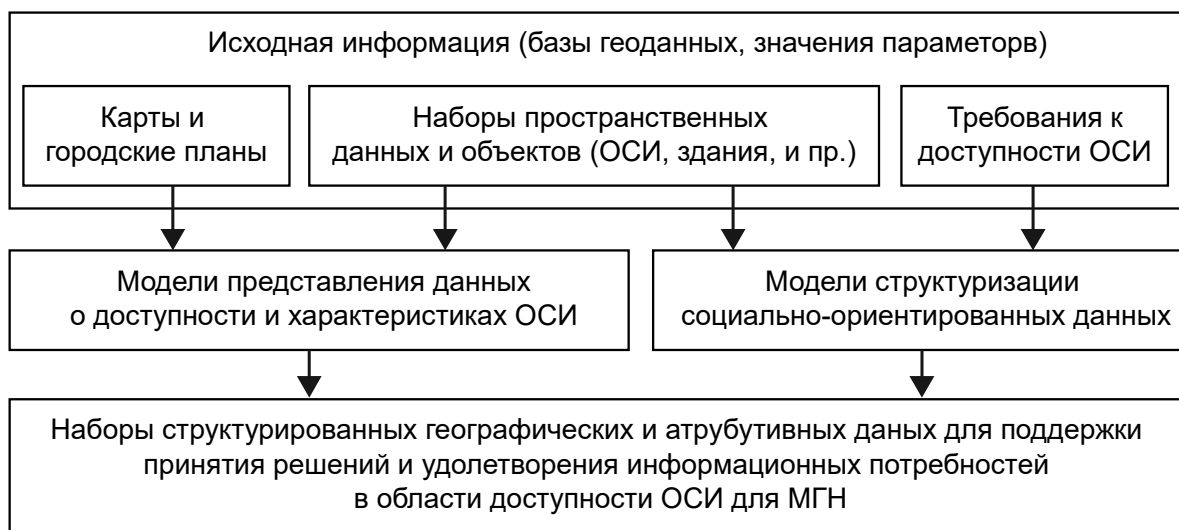 Исходная информация (базы геоданных, значения параметорв)
Карты и
городские планы
Наборы пространственных
данных и объектов (ОСИ, здания, и пр.)
Требования к
доступности ОСИ
Модели представления данных
о доступности и характеристиках ОСИ
Модели структуризации
социально-ориентированных данных
Наборы структурированных географических и атрубутивных даных для поддержки
принятия решений и удолетворения информационных потребностей
в области доступности ОСИ для МГН